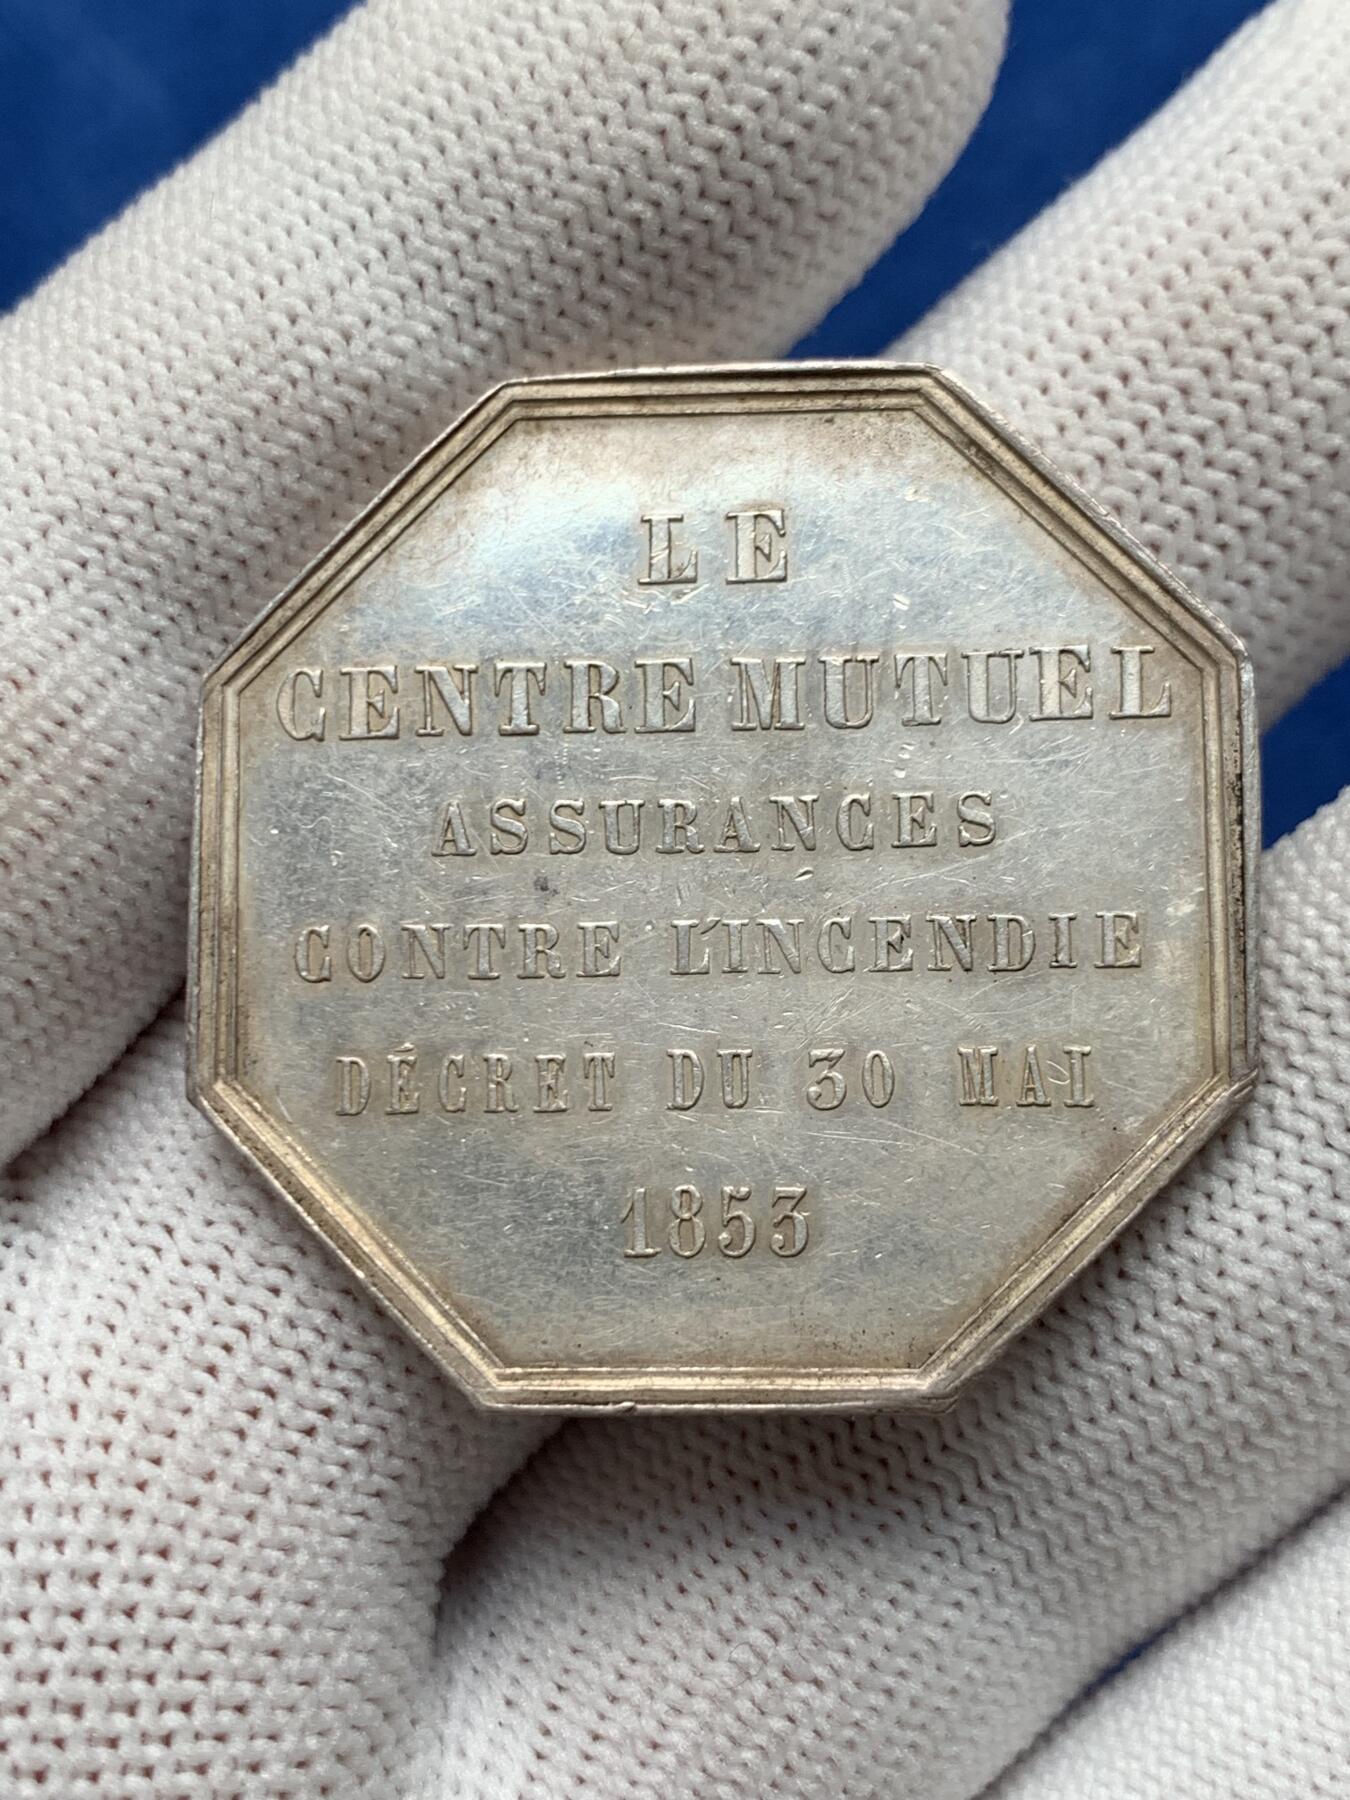 LE
CENTRE MUTUEL
ASSURANCES
CONTRE L'INCENDIE
DÉCRET DU 30 MAI
1853